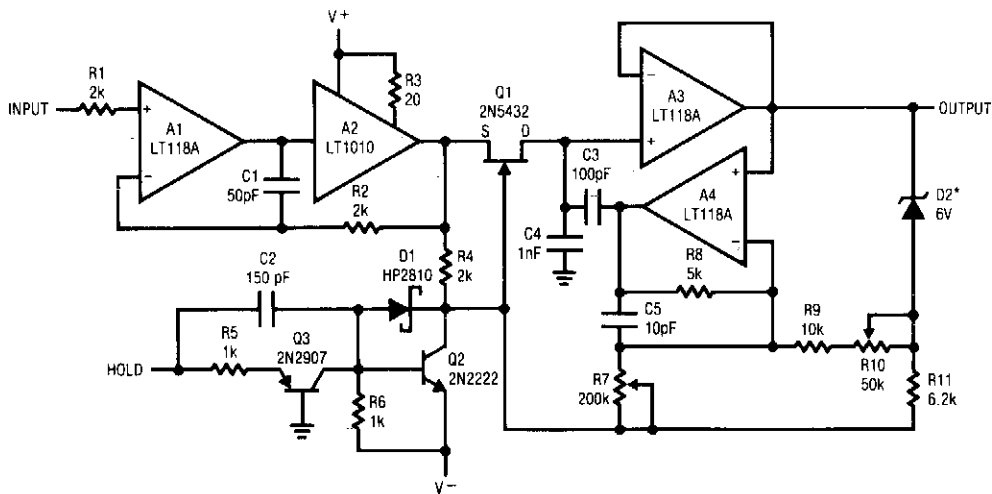 V+
R1
2k
INPUT
+
A1
LT118A
−
C1
50pF
A2
LT1010
R3
20
R2
2k
Q1
2N5432
S
D
−
A3
LT118A
+
OUTPUT
C3
100pF
+
A4
LT118A
−
D2*
6V
C4
1nF
R4
2k
D1
HP2810
C2
150 pF
R8
5k
C5
10pF
R9
10k
R10
50k
R11
6.2k
R7
200k
HOLD
R5
1k
Q3
2N2907
Q2
2N2222
R6
1k
V−